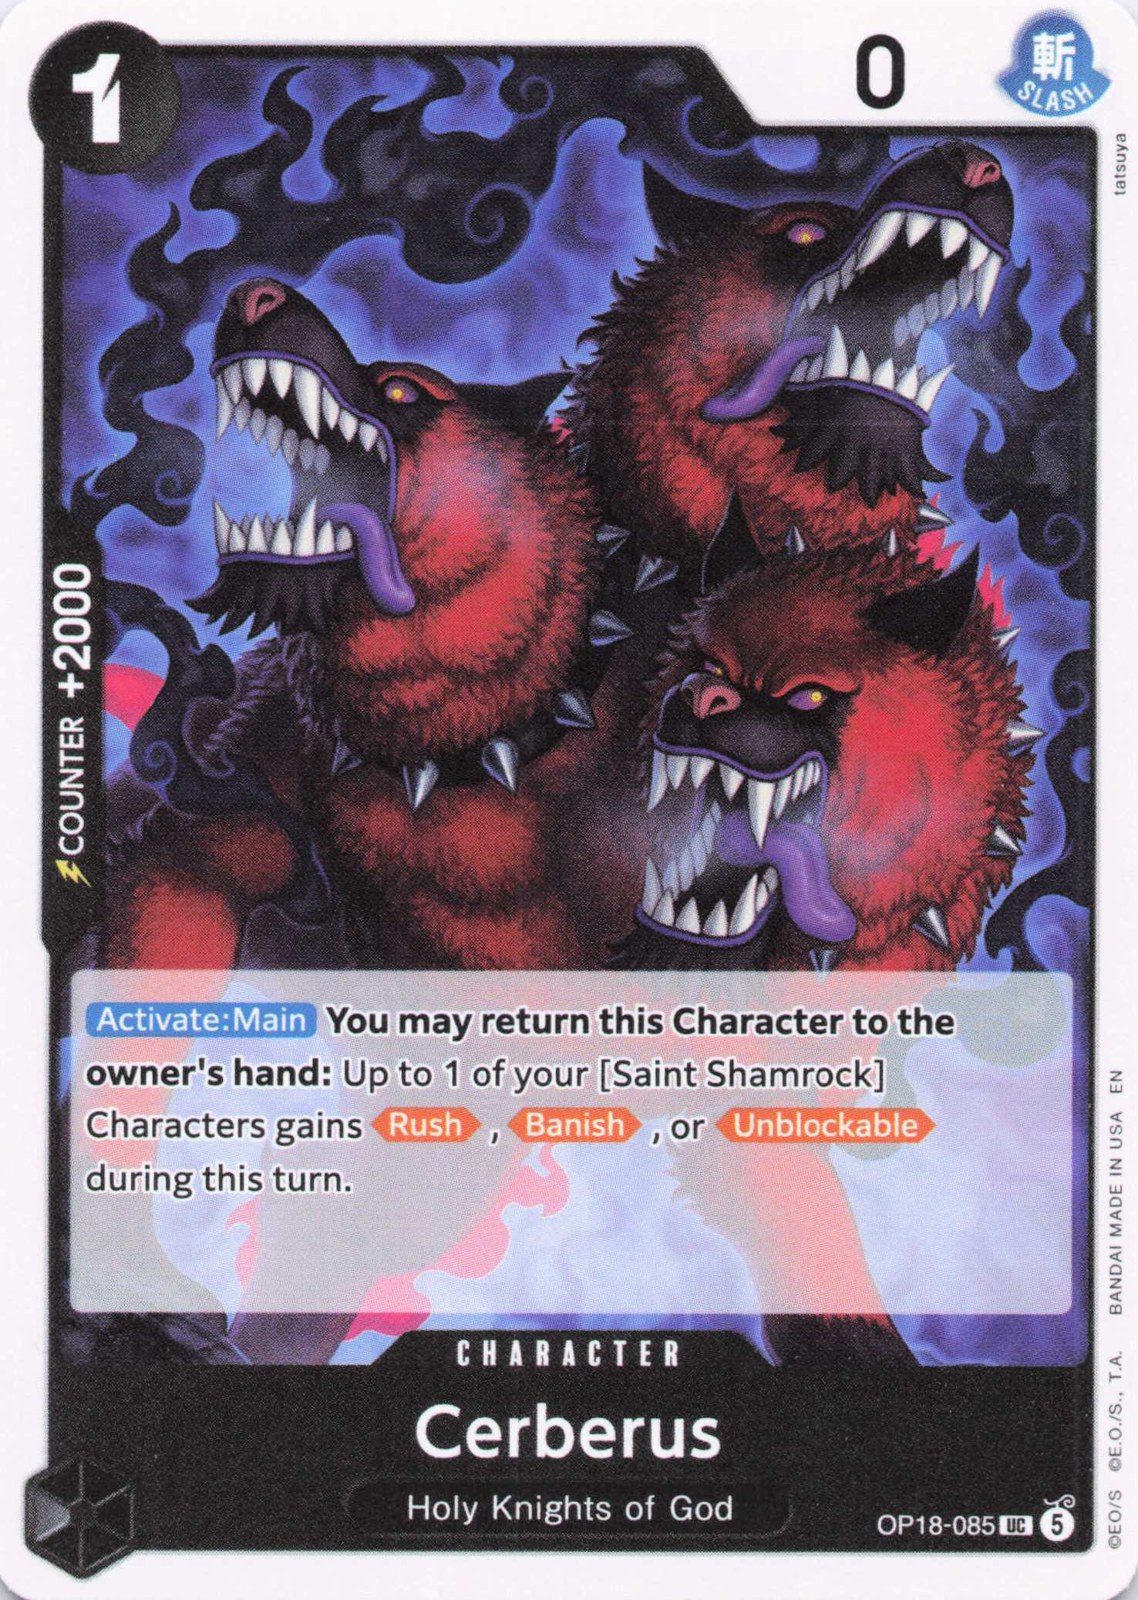 1
0
斬
SLASH
tatsuya
COUNTER +2000
Activate:Main You may return this Character to the
owner's hand: Up to 1 of your [Saint Shamrock]
Characters gains Rush , Banish , or Unblockable
during this turn.
CHARACTER
Cerberus
Holy Knights of God
OP18-085 UC 5
©EO/S ©E.O./S., T.A. BANDAI MADE IN USA EN